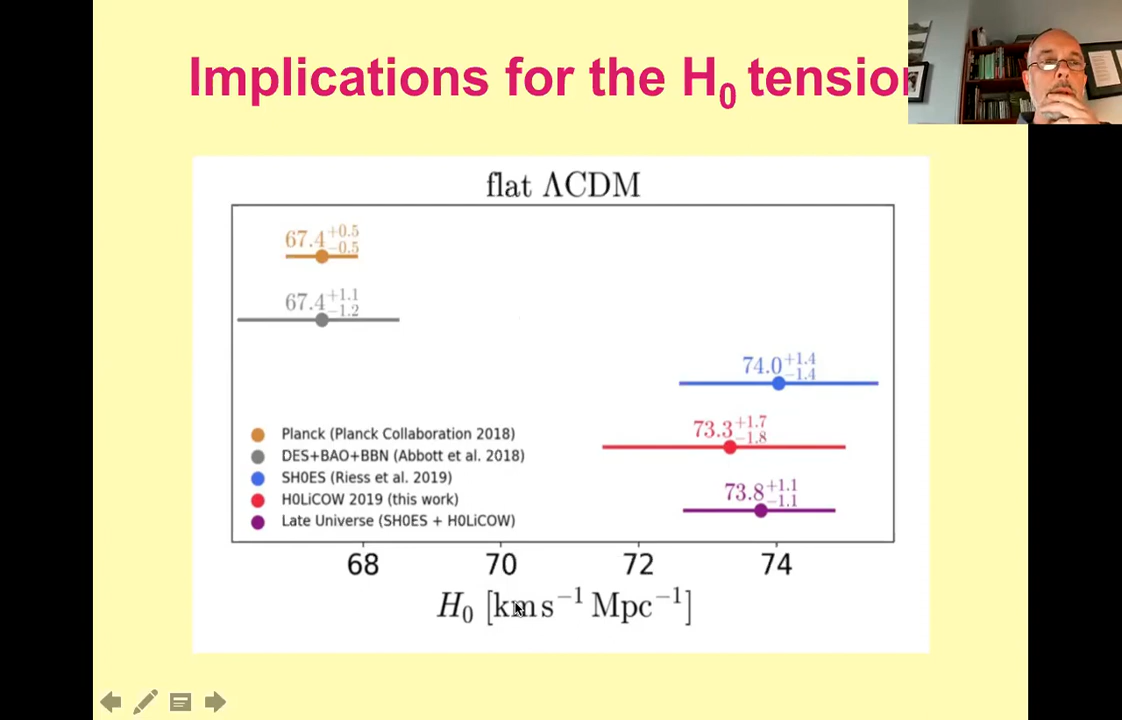 Implications for the H₀ tension
flat ΛCDM
67.4 +0.5 −0.5
67.4 +1.1 −1.2
74.0 +1.4 −1.4
73.3 +1.7 −1.8
73.8 +1.1 −1.1
Planck (Planck Collaboration 2018)
DES+BAO+BBN (Abbott et al. 2018)
SH0ES (Riess et al. 2019)
H0LiCOW 2019 (this work)
Late Universe (SH0ES + H0LiCOW)
68 70 72 74
H₀ [km s⁻¹ Mpc⁻¹]